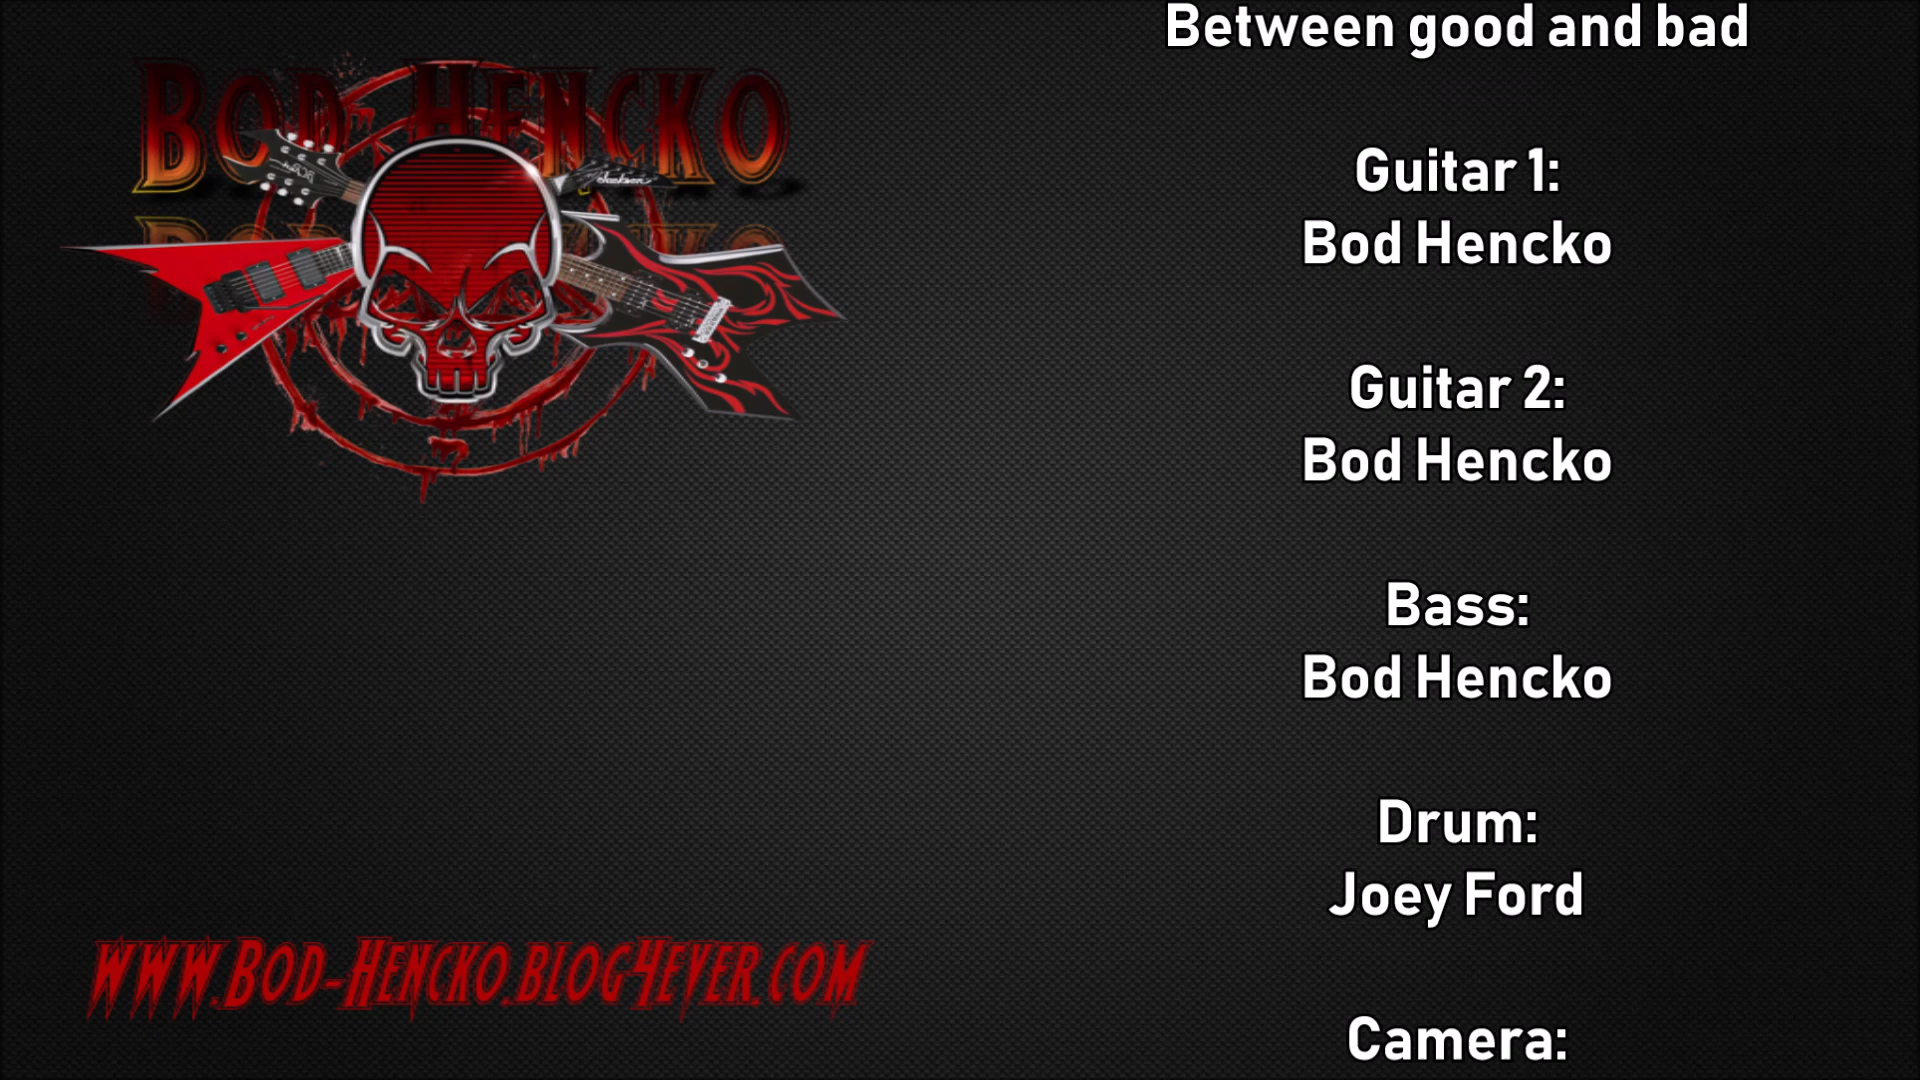 Bod Hencko
Jackson
Between good and bad
Guitar 1:
Bod Hencko
Guitar 2:
Bod Hencko
Bass:
Bod Hencko
Drum:
Joey Ford
Camera:
www.Bod-Hencko.blog4ever.com